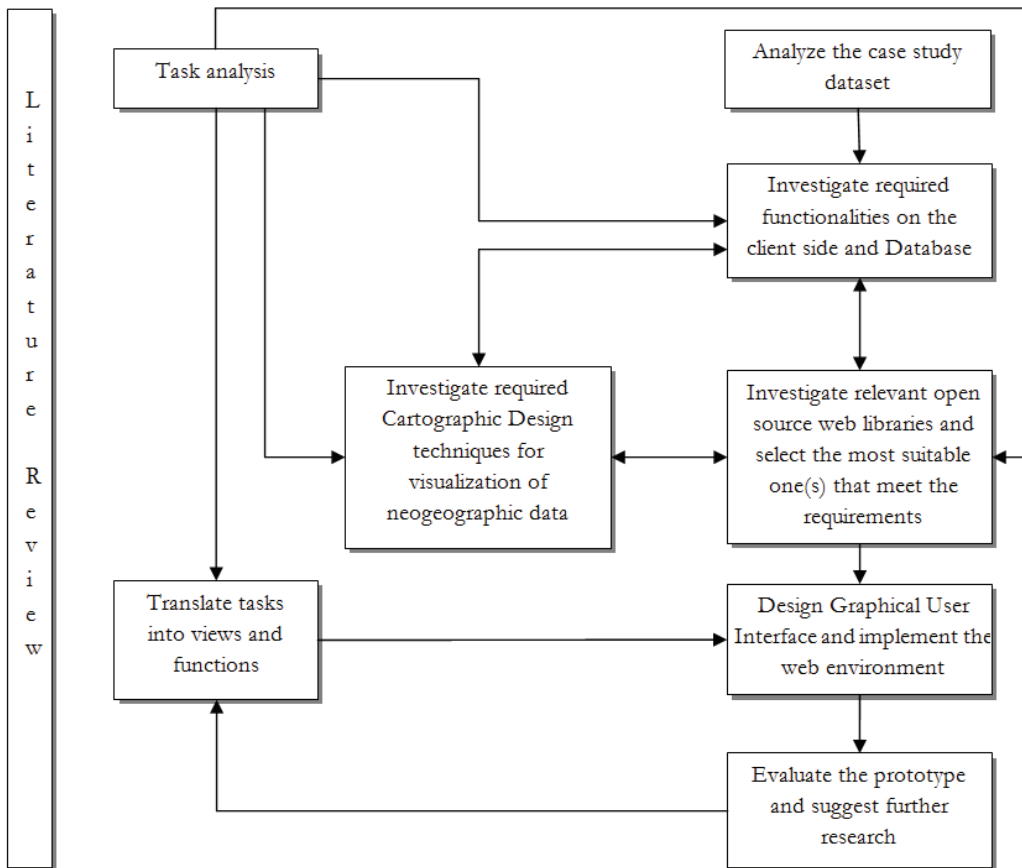 Literature Review
Task analysis
Analyze the case study
dataset
Investigate required
functionalities on the
client side and Database
Investigate required
Cartographic Design
techniques for
visualization of
neogeographic data
Investigate relevant open
source web libraries and
select the most suitable
one(s) that meet the
requirements
Translate tasks
into views and
functions
Design Graphical User
Interface and implement the
web environment
Evaluate the prototype
and suggest further
research